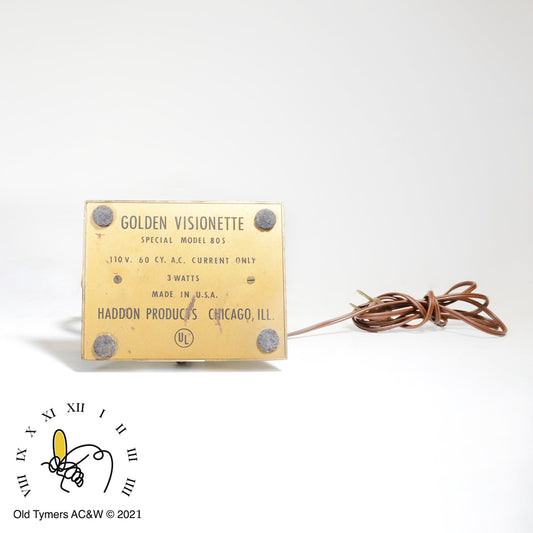 GOLDEN VISIONETTE
SPECIAL MODEL 805
110 V. 60 CY. A.C. CURRENT ONLY
3-WATTS
MADE IN U.S.A.
HADDON PRODUCTS CHICAGO, ILL.
UL
VIII IX X XI XII I II III IIII
Old Tymers AC&W © 2021